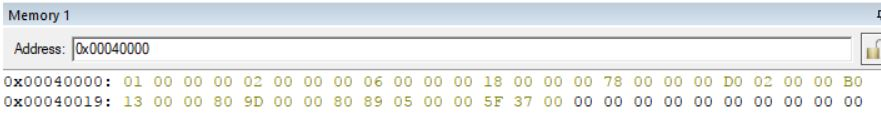 Memory 1
Address: 0x00040000
0x00040000: 01 00 00 00 02 00 00 00 06 00 00 00 18 00 00 00 78 00 00 00 D0 02 00 00 B0
0x00040019: 13 00 00 80 9D 00 00 80 89 05 00 00 5F 37 00 00 00 00 00 00 00 00 00 00 00